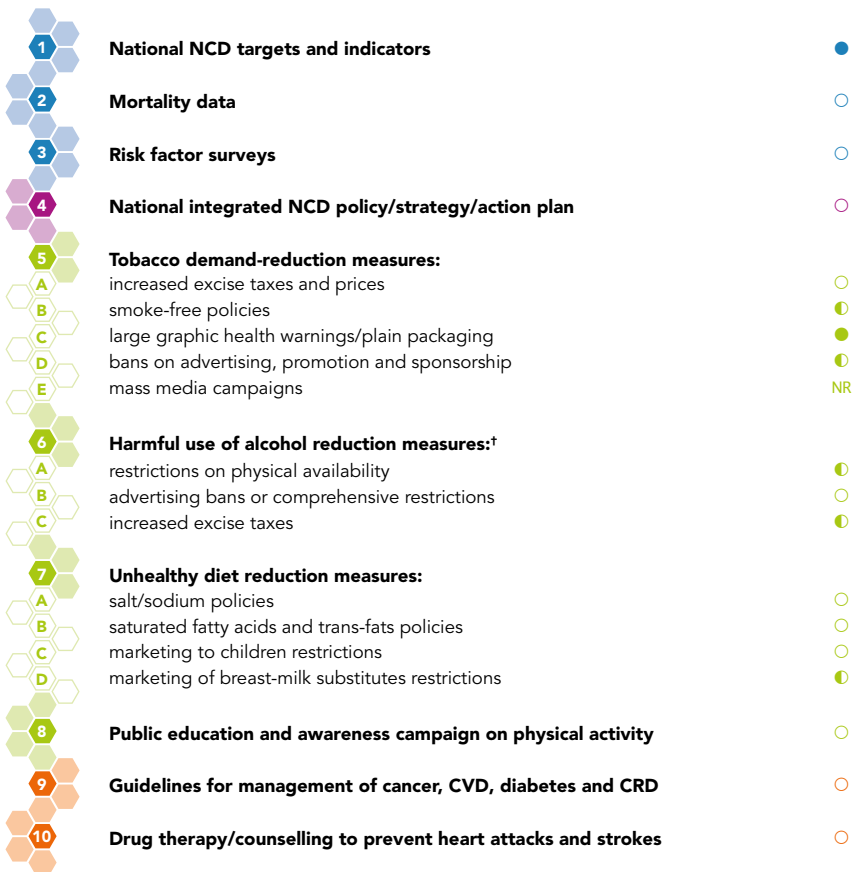 1 National NCD targets and indicators ●
2 Mortality data ○
3 Risk factor surveys ○
4 National integrated NCD policy/strategy/action plan ○
5 Tobacco demand-reduction measures:
A increased excise taxes and prices ○
B smoke-free policies ◐
C large graphic health warnings/plain packaging ●
D bans on advertising, promotion and sponsorship ◐
E mass media campaigns NR
6 Harmful use of alcohol reduction measures:†
A restrictions on physical availability ◐
B advertising bans or comprehensive restrictions ○
C increased excise taxes ◐
7 Unhealthy diet reduction measures:
A salt/sodium policies ○
B saturated fatty acids and trans-fats policies ○
C marketing to children restrictions ○
D marketing of breast-milk substitutes restrictions ◐
8 Public education and awareness campaign on physical activity ○
9 Guidelines for management of cancer, CVD, diabetes and CRD ○
10 Drug therapy/counselling to prevent heart attacks and strokes ○